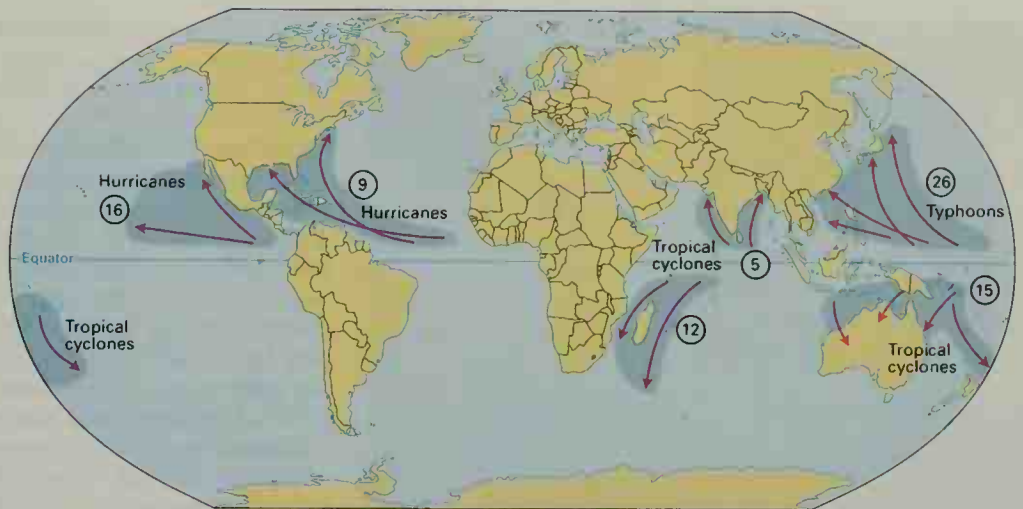 Hurricanes
16
9
Hurricanes
26
Typhoons
Equator
Tropical
cyclones
5
Tropical
cyclones
12
15
Tropical
cyclones